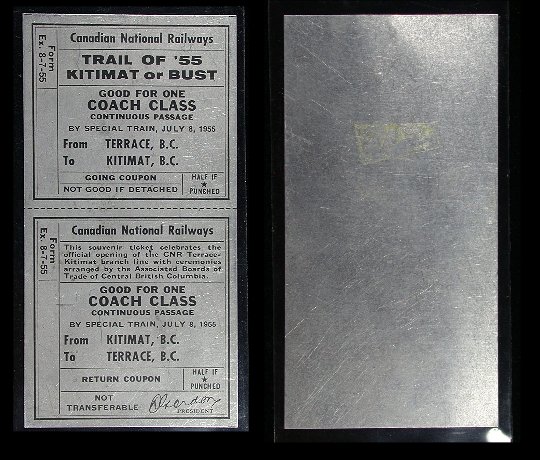 Form
Ex. 8-7-55
Canadian National Railways
TRAIL OF '55
KITIMAT or BUST
GOOD FOR ONE
COACH CLASS
CONTINUOUS PASSAGE
BY SPECIAL TRAIN, JULY 8, 1955
From TERRACE, B.C.
To KITIMAT, B.C.
GOING COUPON
NOT GOOD IF DETACHED
HALF IF
★
PUNCHED
Form
Ex. 8-7-55
Canadian National Railways
This souvenir ticket celebrates the
official opening of the CNR Terrace-
Kitimat branch line with ceremonies
arranged by the Associated Boards of
Trade of Central British Columbia.
GOOD FOR ONE
COACH CLASS
CONTINUOUS PASSAGE
BY SPECIAL TRAIN, JULY 8, 1955
From KITIMAT, B.C.
To TERRACE, B.C.
RETURN COUPON
HALF IF
★
PUNCHED
NOT
TRANSFERABLE
PRESIDENT